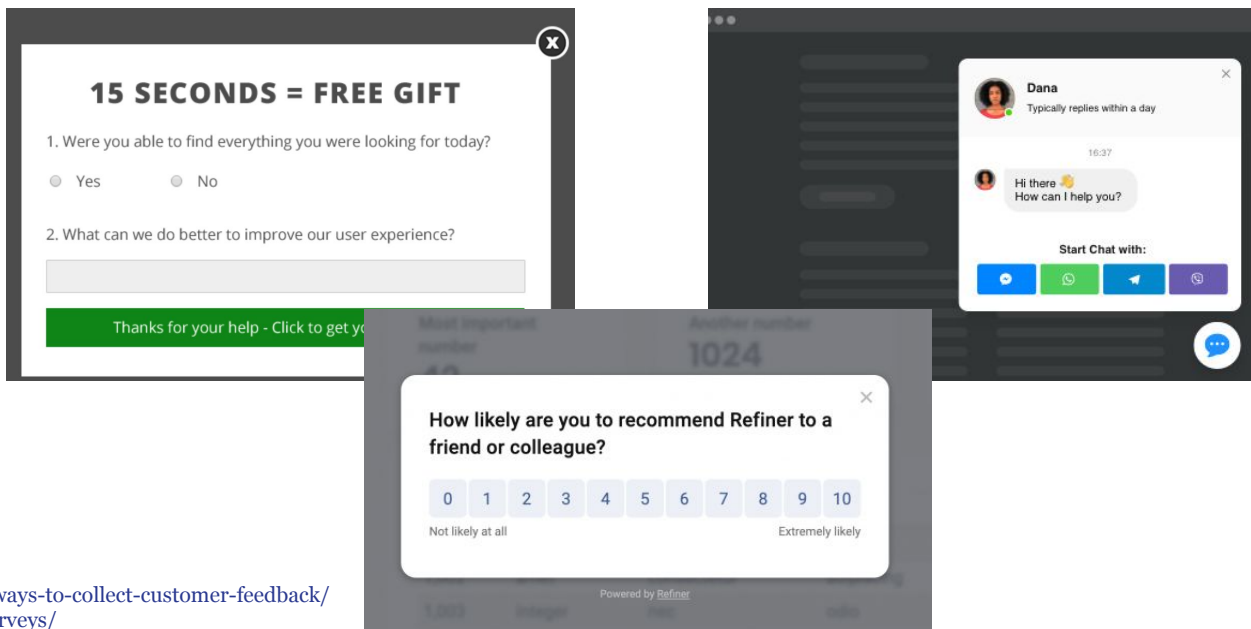 X
15 SECONDS = FREE GIFT
1. Were you able to find everything you were looking for today?
Yes No
2. What can we do better to improve our user experience?
Thanks for your help - Click to get yo
Dana
Typically replies within a day
16:37
Hi there 👋
How can I help you?
Start Chat with:
Most important
number
Another number
1024
How likely are you to recommend Refiner to a
friend or colleague?
0 1 2 3 4 5 6 7 8 9 10
Not likely at all Extremely likely
Powered by Refiner
1,003 Integer nec odio
ways-to-collect-customer-feedback/
rveys/